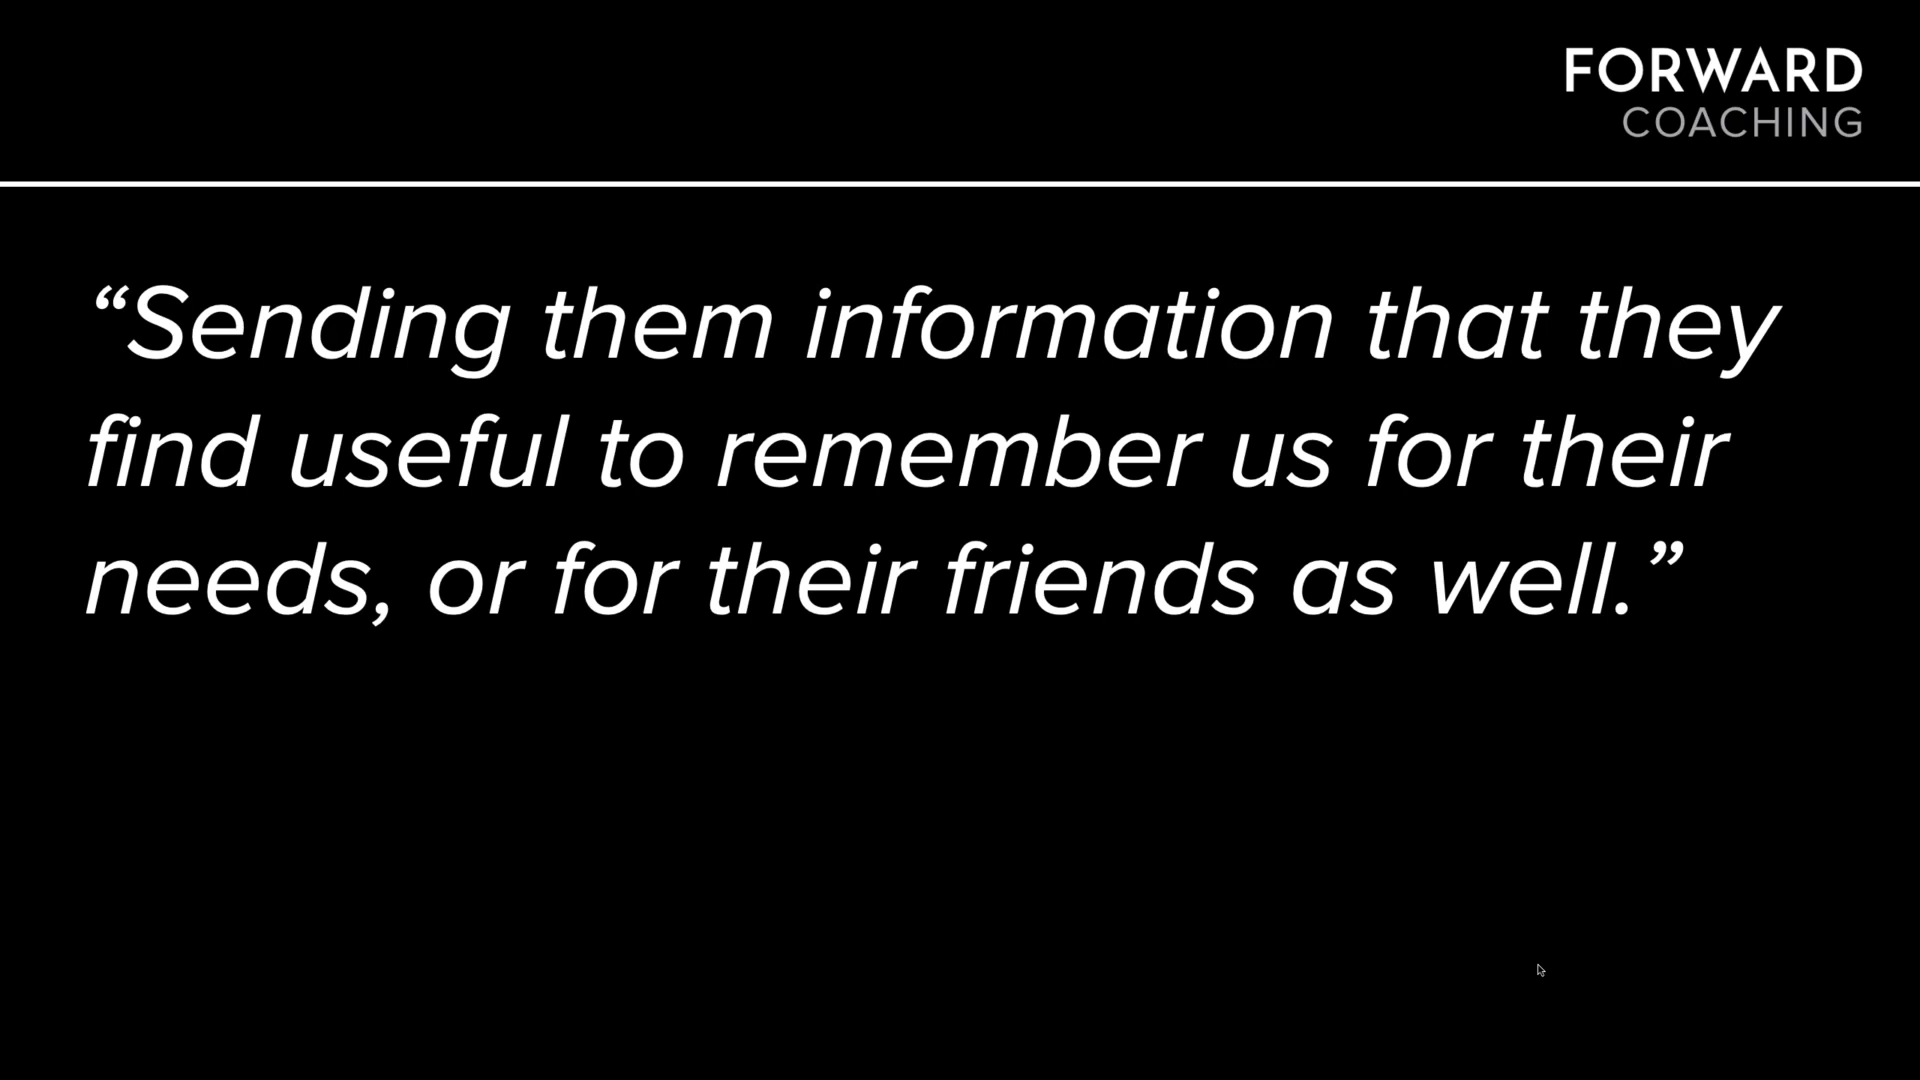 FORWARD
COACHING
“Sending them information that they
find useful to remember us for their
needs, or for their friends as well.”